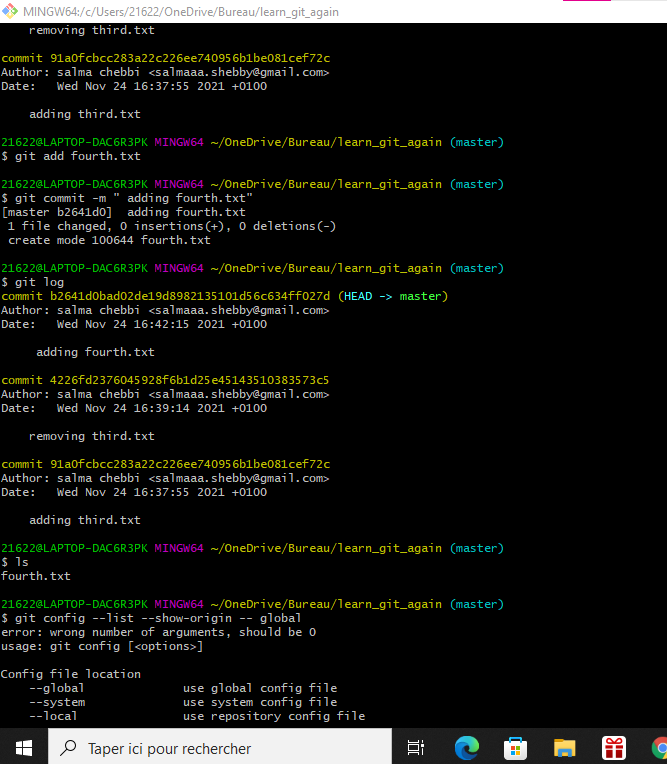 MINGW64:/c/Users/21622/OneDrive/Bureau/learn_git_again
removing third.txt
commit 91a0fcbcc283a22c226ee740956b1be081cef72c
Author: salma chebbi <salmaaa.shebby@gmail.com>
Date:   Wed Nov 24 16:37:55 2021 +0100
adding third.txt
21622@LAPTOP-DAC6R3PK MINGW64 ~/OneDrive/Bureau/learn_git_again (master)
$ git add fourth.txt
21622@LAPTOP-DAC6R3PK MINGW64 ~/OneDrive/Bureau/learn_git_again (master)
$ git commit -m " adding fourth.txt"
[master b2641d0]  adding fourth.txt
1 file changed, 0 insertions(+), 0 deletions(-)
create mode 100644 fourth.txt
21622@LAPTOP-DAC6R3PK MINGW64 ~/OneDrive/Bureau/learn_git_again (master)
$ git log
commit b2641d0bad02de19d8982135101d56c634ff027d (HEAD -> master)
Author: salma chebbi <salmaaa.shebby@gmail.com>
Date:   Wed Nov 24 16:42:15 2021 +0100
adding fourth.txt
commit 4226fd2376045928f6b1d25e45143510383573c5
Author: salma chebbi <salmaaa.shebby@gmail.com>
Date:   Wed Nov 24 16:39:14 2021 +0100
removing third.txt
commit 91a0fcbcc283a22c226ee740956b1be081cef72c
Author: salma chebbi <salmaaa.shebby@gmail.com>
Date:   Wed Nov 24 16:37:55 2021 +0100
adding third.txt
21622@LAPTOP-DAC6R3PK MINGW64 ~/OneDrive/Bureau/learn_git_again (master)
$ ls
fourth.txt
21622@LAPTOP-DAC6R3PK MINGW64 ~/OneDrive/Bureau/learn_git_again (master)
$ git config --list --show-origin -- global
error: wrong number of arguments, should be 0
usage: git config [<options>]
Config file location
--global              use global config file
--system              use system config file
--local               use repository config file
Taper ici pour rechercher